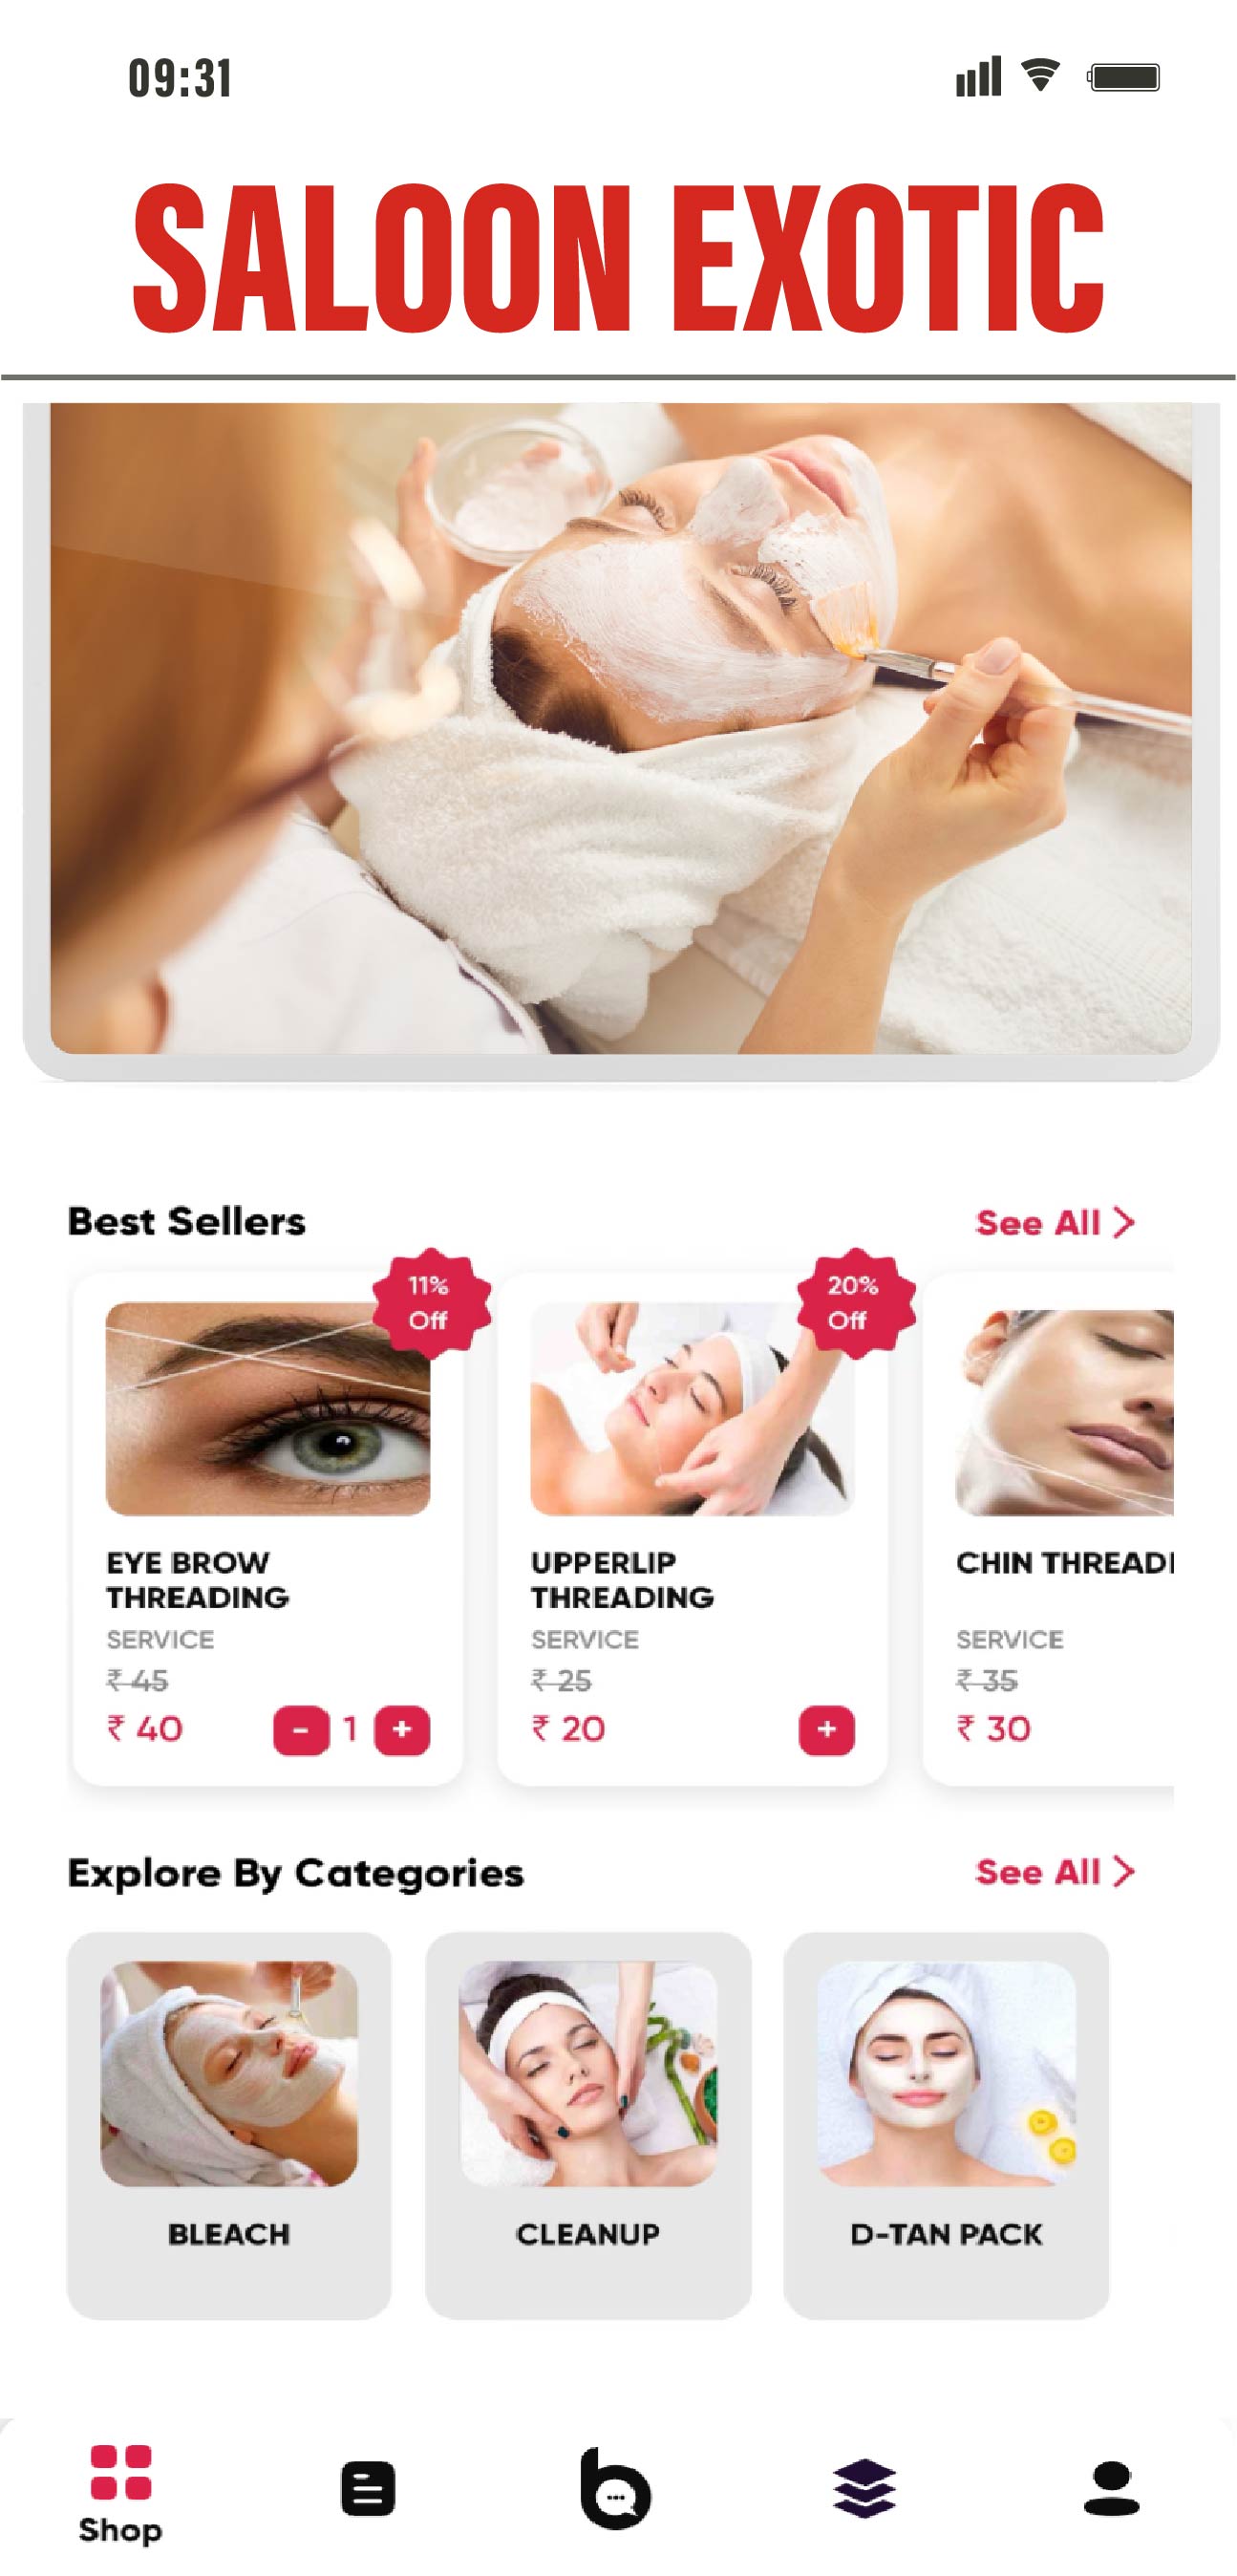 09:31
SALOON EXOTIC
Best Sellers
See All >
11%
Off
20%
Off
EYE BROW
THREADING
SERVICE
₹ 45
₹ 40
- 1 +
UPPERLIP
THREADING
SERVICE
₹ 25
₹ 20
+
CHIN
SERVICE
₹ 35
₹ 30
Explore By Categories
See All >
BLEACH
CLEANUP
D-TAN PACK
Shop